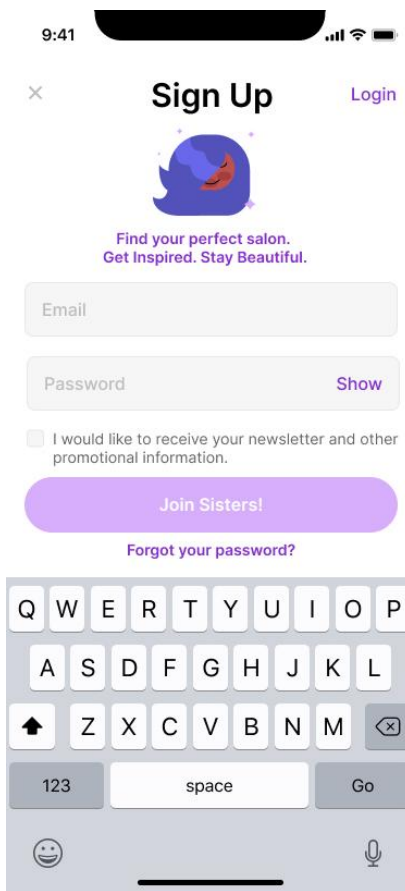 9:41
Sign Up
Login
Find your perfect salon.
Get Inspired. Stay Beautiful.
Email
Password
Show
I would like to receive your newsletter and other
promotional information.
Join Sisters!
Forgot your password?
Q W E R T Y U I O P
A S D F G H J K L
Z X C V B N M
123 space Go